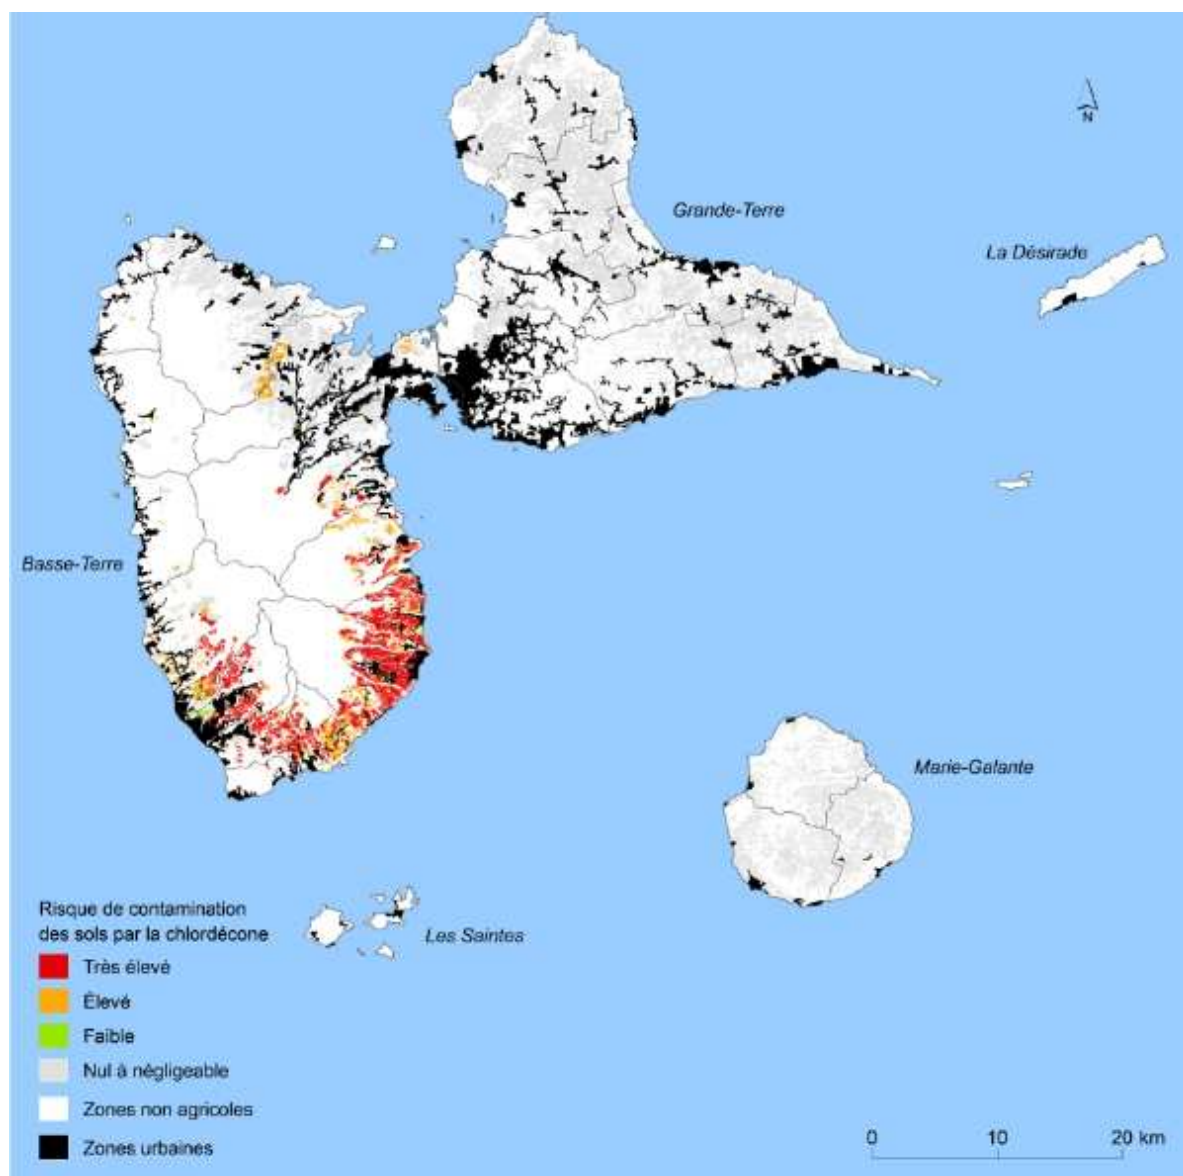 N
Grande-Terre
La Désirade
Basse-Terre
Marie-Galante
Les Saintes
Risque de contamination
des sols par la chlordécone
Très élevé
Élevé
Faible
Nul à négligeable
Zones non agricoles
Zones urbaines
0 10 20 km